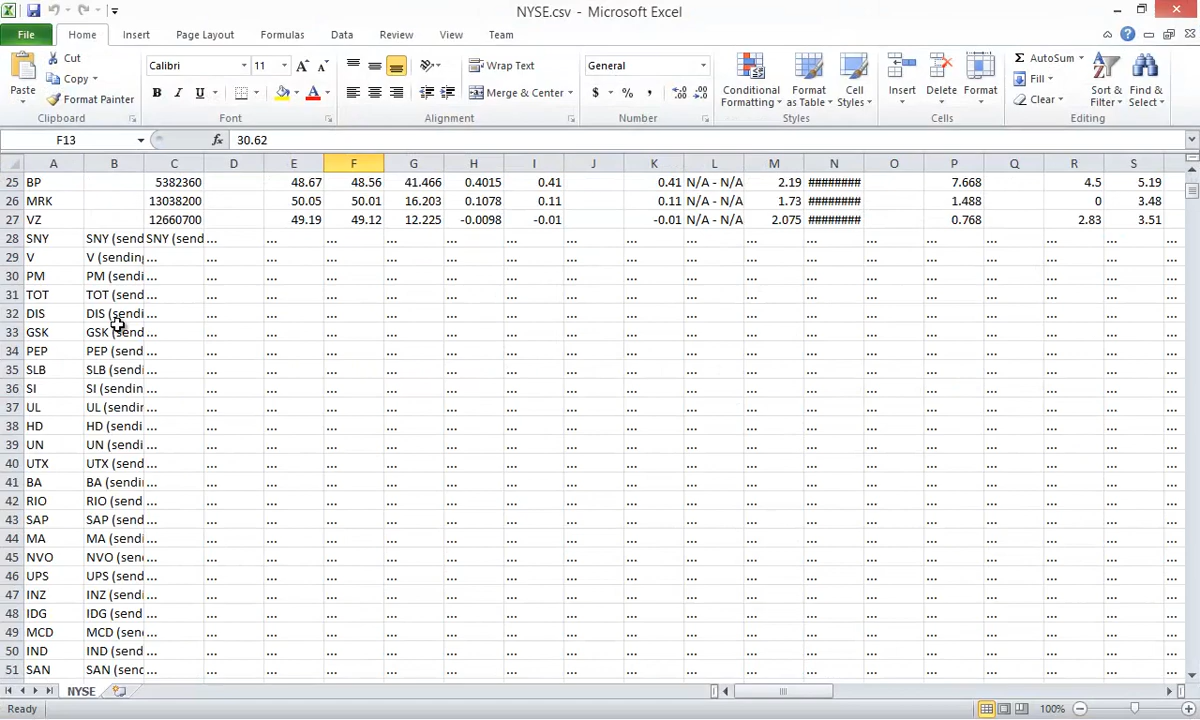 NYSE.csv - Microsoft Excel
File Home Insert Page Layout Formulas Data Review View Team
Paste
Cut
Copy
Format Painter
Clipboard
Calibri 11
B I U
Font
Wrap Text
Merge & Center
Alignment
General
$ % ,
Number
Conditional Formatting
Format as Table
Cell Styles
Styles
Insert Delete Format
Cells
AutoSum
Fill
Clear
Sort & Filter
Find & Select
Editing
F13 fx 30.62
A B C D E F G H I J K L M N O P Q R S
25 BP 5382360 48.67 48.56 41.466 0.4015 0.41 0.41 N/A - N/A 2.19 ######## 7.668 4.5 5.19
26 MRK 13038200 50.05 50.01 16.203 0.1078 0.11 0.11 N/A - N/A 1.73 ######## 1.488 0 3.48
27 VZ 12660700 49.19 49.12 12.225 -0.0098 -0.01 -0.01 N/A - N/A 2.075 ######## 0.768 2.83 3.51
28 SNY SNY (send SNY (send ... ... ... ... ... ... ... ... ... ... ... ... ... ... ... ... ...
29 V V (sending ... ... ... ... ... ... ... ... ... ... ... ... ... ... ... ... ... ...
30 PM PM (sendi ... ... ... ... ... ... ... ... ... ... ... ... ... ... ... ... ... ...
31 TOT TOT (send ... ... ... ... ... ... ... ... ... ... ... ... ... ... ... ... ... ...
32 DIS DIS (sendi ... ... ... ... ... ... ... ... ... ... ... ... ... ... ... ... ... ...
33 GSK GSK (send ... ... ... ... ... ... ... ... ... ... ... ... ... ... ... ... ... ...
34 PEP PEP (send ... ... ... ... ... ... ... ... ... ... ... ... ... ... ... ... ... ...
35 SLB SLB (sendi ... ... ... ... ... ... ... ... ... ... ... ... ... ... ... ... ... ...
36 SI SI (sendin ... ... ... ... ... ... ... ... ... ... ... ... ... ... ... ... ... ...
37 UL UL (sendin ... ... ... ... ... ... ... ... ... ... ... ... ... ... ... ... ... ...
38 HD HD (sendi ... ... ... ... ... ... ... ... ... ... ... ... ... ... ... ... ... ...
39 UN UN (sendi ... ... ... ... ... ... ... ... ... ... ... ... ... ... ... ... ... ...
40 UTX UTX (send ... ... ... ... ... ... ... ... ... ... ... ... ... ... ... ... ... ...
41 BA BA (sendi ... ... ... ... ... ... ... ... ... ... ... ... ... ... ... ... ... ...
42 RIO RIO (send ... ... ... ... ... ... ... ... ... ... ... ... ... ... ... ... ... ...
43 SAP SAP (send ... ... ... ... ... ... ... ... ... ... ... ... ... ... ... ... ... ...
44 MA MA (send ... ... ... ... ... ... ... ... ... ... ... ... ... ... ... ... ... ...
45 NVO NVO (sen ... ... ... ... ... ... ... ... ... ... ... ... ... ... ... ... ... ...
46 UPS UPS (send ... ... ... ... ... ... ... ... ... ... ... ... ... ... ... ... ... ...
47 INZ INZ (send ... ... ... ... ... ... ... ... ... ... ... ... ... ... ... ... ... ...
48 IDG IDG (send ... ... ... ... ... ... ... ... ... ... ... ... ... ... ... ... ... ...
49 MCD MCD (sen ... ... ... ... ... ... ... ... ... ... ... ... ... ... ... ... ... ...
50 IND IND (send ... ... ... ... ... ... ... ... ... ... ... ... ... ... ... ... ... ...
51 SAN SAN (send ... ... ... ... ... ... ... ... ... ... ... ... ... ... ... ... ... ...
NYSE
Ready 100%